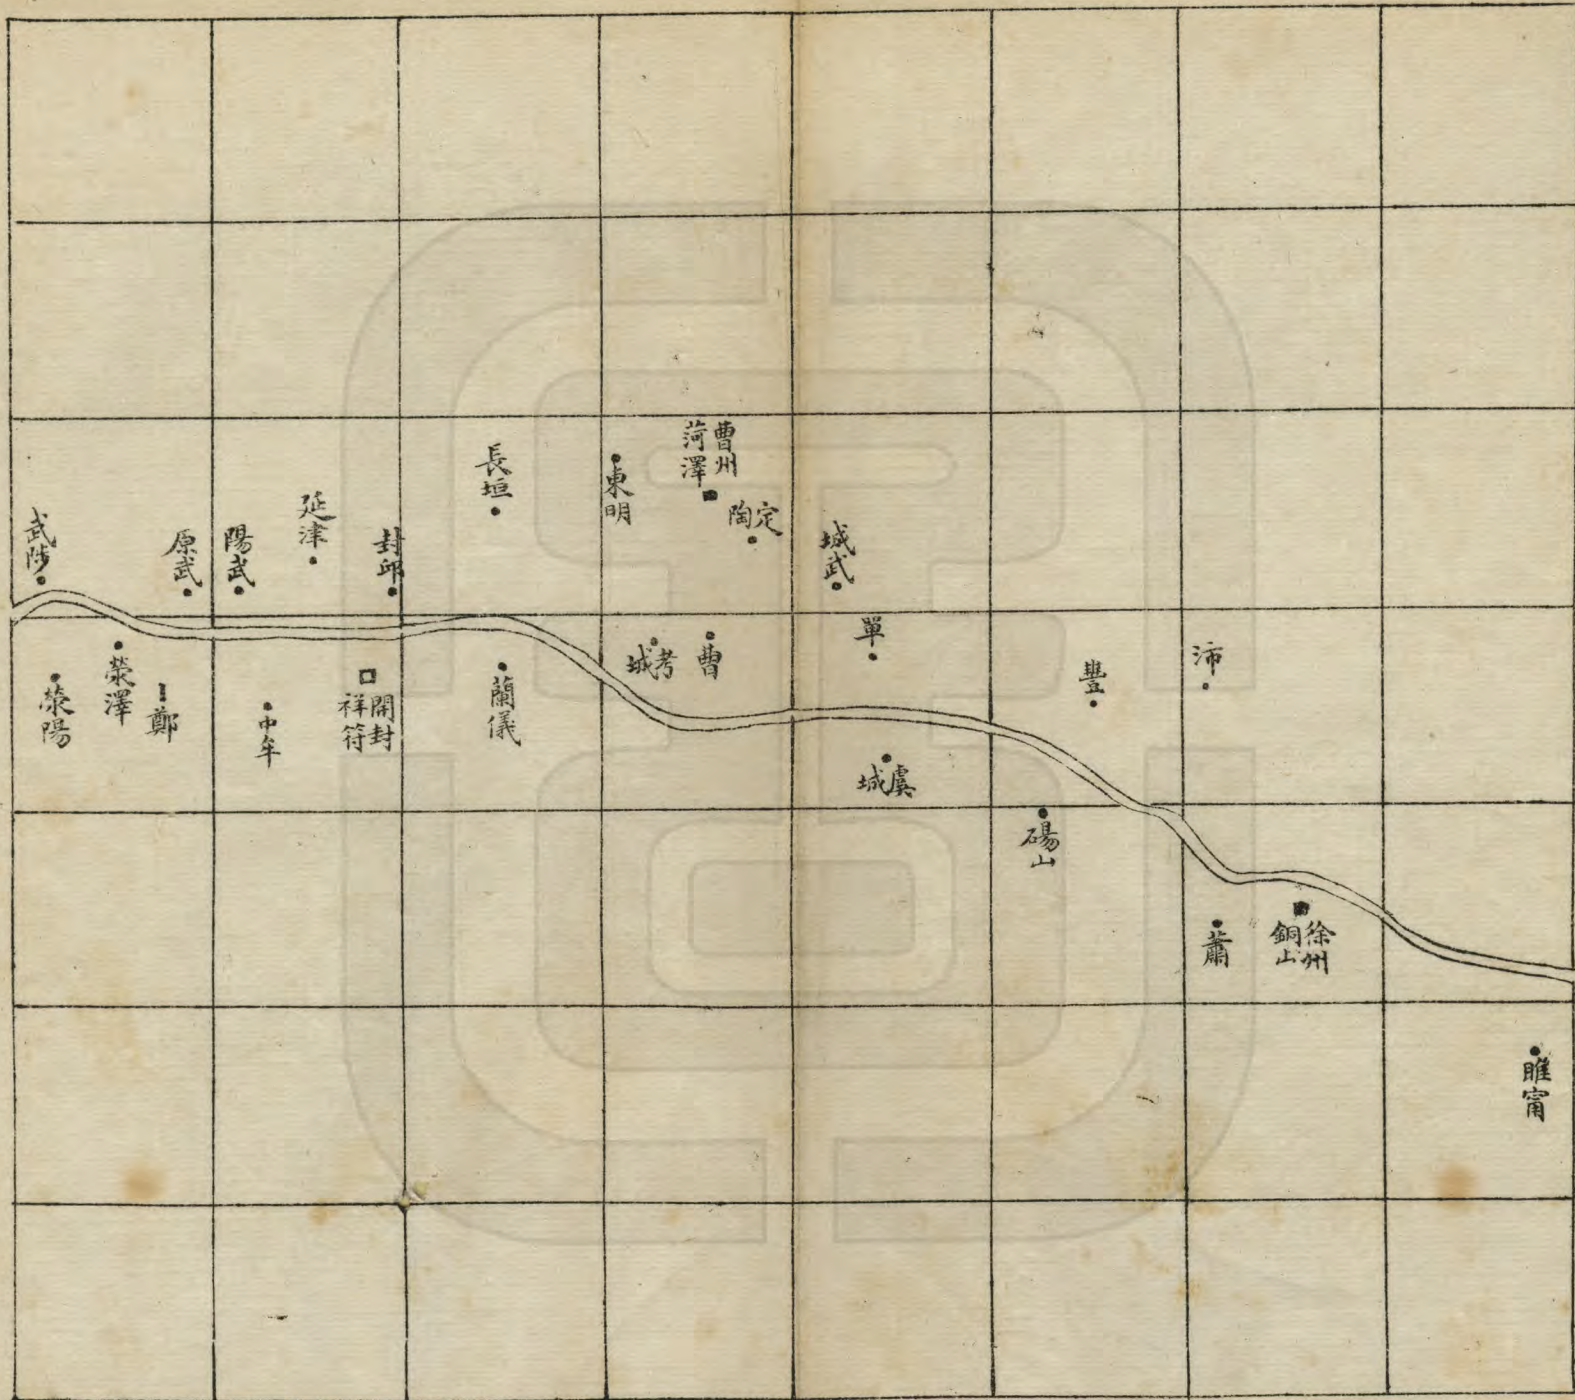 武陟
原武
陽武
延津
封邱
長垣
東明
曹州
菏澤
定陶
城武
單
豐
沛
滎陽
滎澤
鄭
中牟
開封
祥符
蘭儀
考城
曹
虞城
碭山
蕭
徐州
銅山
睢甯